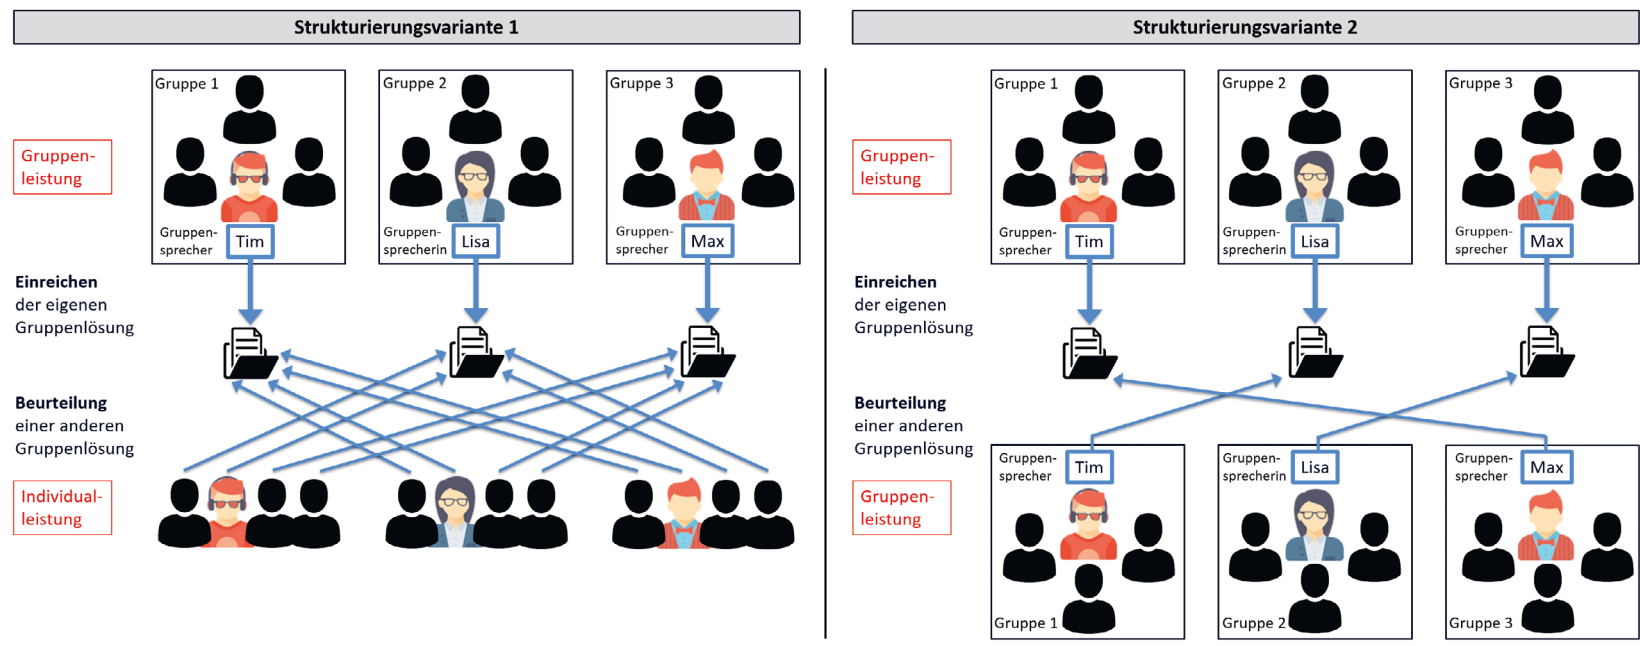 Strukturierungsvariante 1
Gruppe 1
Gruppe 2
Gruppe 3
Gruppen-
leistung
Gruppen-
sprecher
Tim
Gruppen-
sprecherin
Lisa
Gruppen-
sprecher
Max
Einreichen
der eigenen
Gruppenlösung
Beurteilung
einer anderen
Gruppenlösung
Individual-
leistung
Strukturierungsvariante 2
Gruppe 1
Gruppe 2
Gruppe 3
Gruppen-
leistung
Gruppen-
sprecher
Tim
Gruppen-
sprecherin
Lisa
Gruppen-
sprecher
Max
Einreichen
der eigenen
Gruppenlösung
Beurteilung
einer anderen
Gruppenlösung
Gruppen-
sprecher
Tim
Gruppen-
sprecherin
Lisa
Gruppen-
sprecher
Max
Gruppen-
leistung
Gruppe 1
Gruppe 2
Gruppe 3